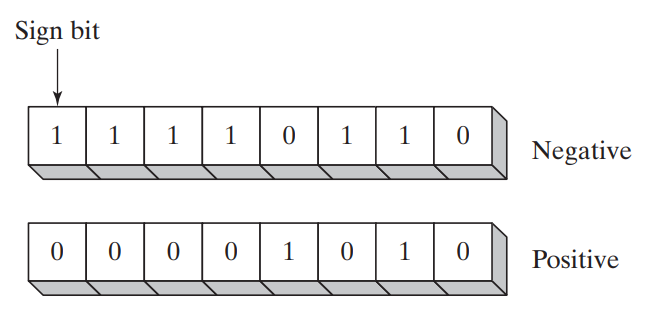 Sign bit
1 1 1 1 0 1 1 0
Negative
0 0 0 0 1 0 1 0
Positive